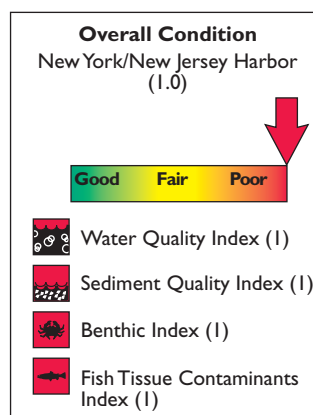 Overall Condition
New York/New Jersey Harbor
(1.0)
Good Fair Poor
Water Quality Index (1)
Sediment Quality Index (1)
Benthic Index (1)
Fish Tissue Contaminants
Index (1)